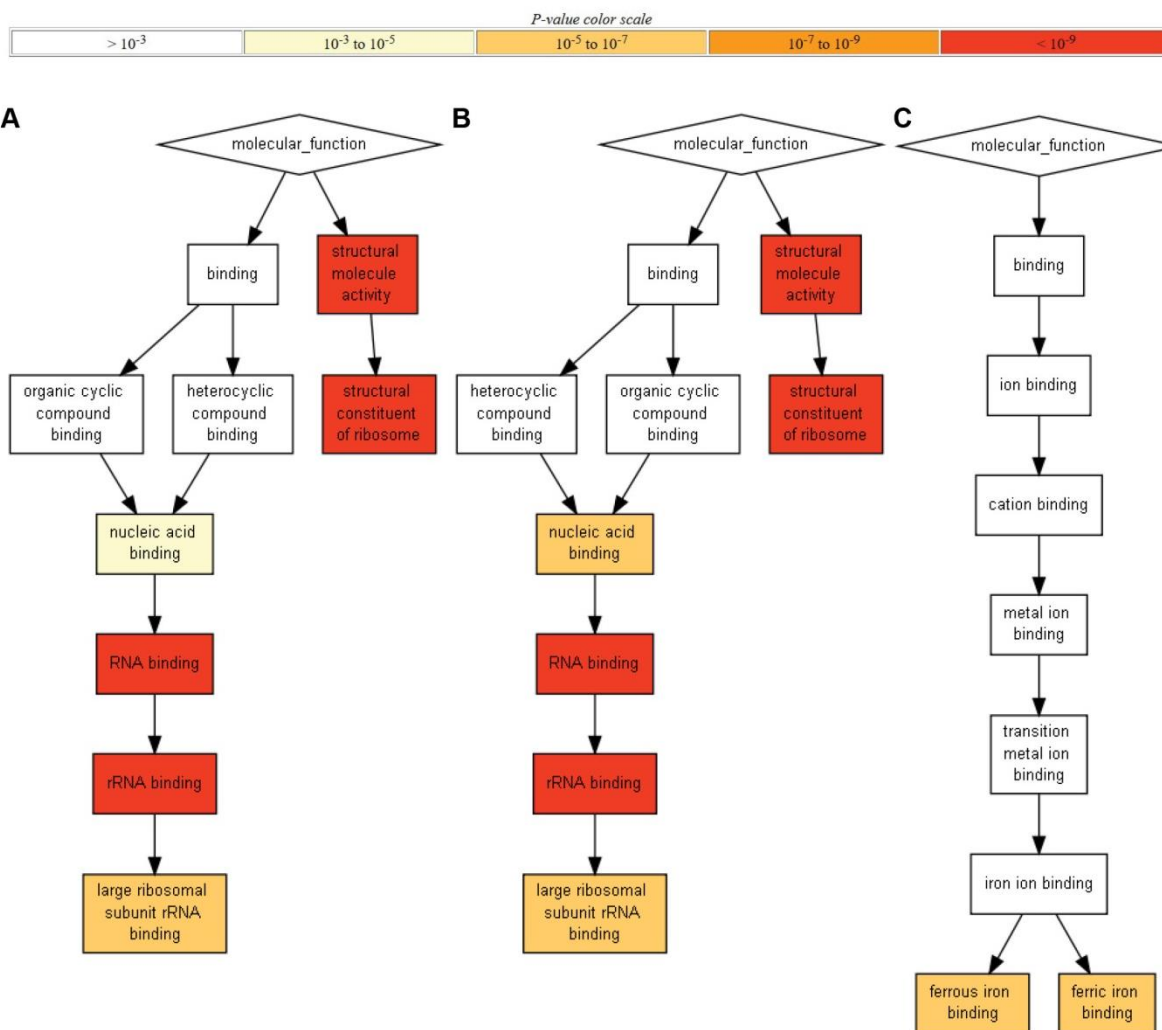 P-value color scale
> 10-3
10-3 to 10-5
10-5 to 10-7
10-7 to 10-9
< 10-9
A
molecular_function
binding
structural
molecule
activity
organic cyclic
compound
binding
heterocyclic
compound
binding
structural
constituent
of ribosome
nucleic acid
binding
RNA binding
rRNA binding
large ribosomal
subunit rRNA
binding
B
molecular_function
binding
structural
molecule
activity
heterocyclic
compound
binding
organic cyclic
compound
binding
structural
constituent
of ribosome
nucleic acid
binding
RNA binding
rRNA binding
large ribosomal
subunit rRNA
binding
C
molecular_function
binding
ion binding
cation binding
metal ion
binding
transition
metal ion
binding
iron ion binding
ferrous iron
binding
ferric iron
binding